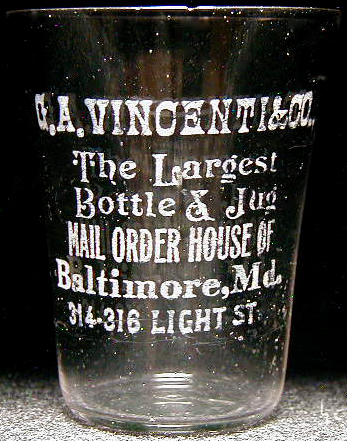 G.A. VINCENTI & CO.,
The Largest
Bottle & Jug
MAIL ORDER HOUSE OF
Baltimore, Md.
314-316 LIGHT ST.